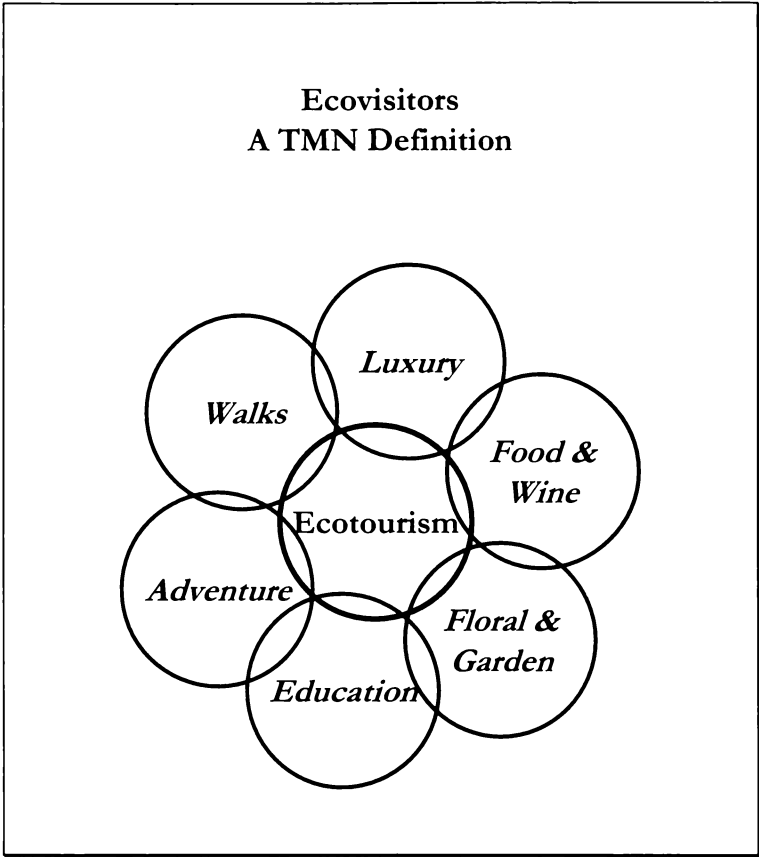 Ecovisitors
A TMN Definition
Luxury
Walks
Food &
Wine
Ecotourism
Adventure
Floral &
Garden
Education